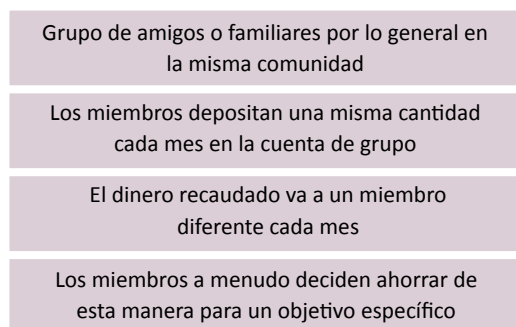 Grupo de amigos o familiares por lo general en
la misma comunidad
Los miembros depositan una misma cantidad
cada mes en la cuenta de grupo
El dinero recaudado va a un miembro
diferente cada mes
Los miembros a menudo deciden ahorrar de
esta manera para un objetivo específico